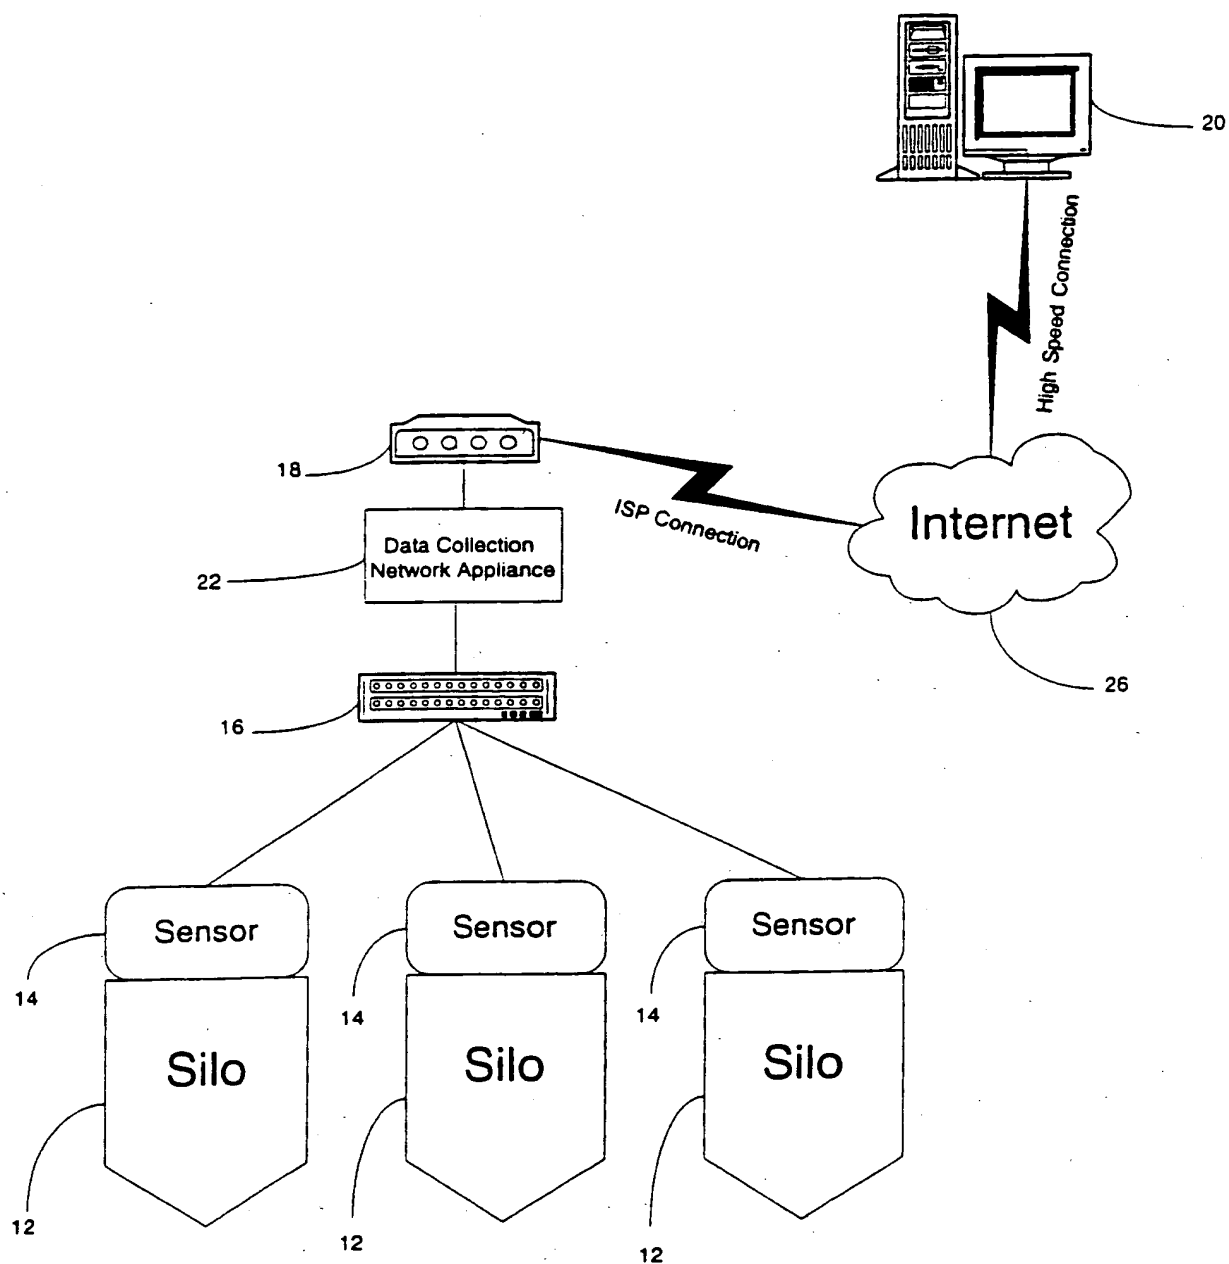 20
High Speed Connection
18
ISP Connection
Internet
Data Collection
Network Appliance
22
26
16
Sensor
Sensor
Sensor
14
14
14
Silo
Silo
Silo
12
12
12